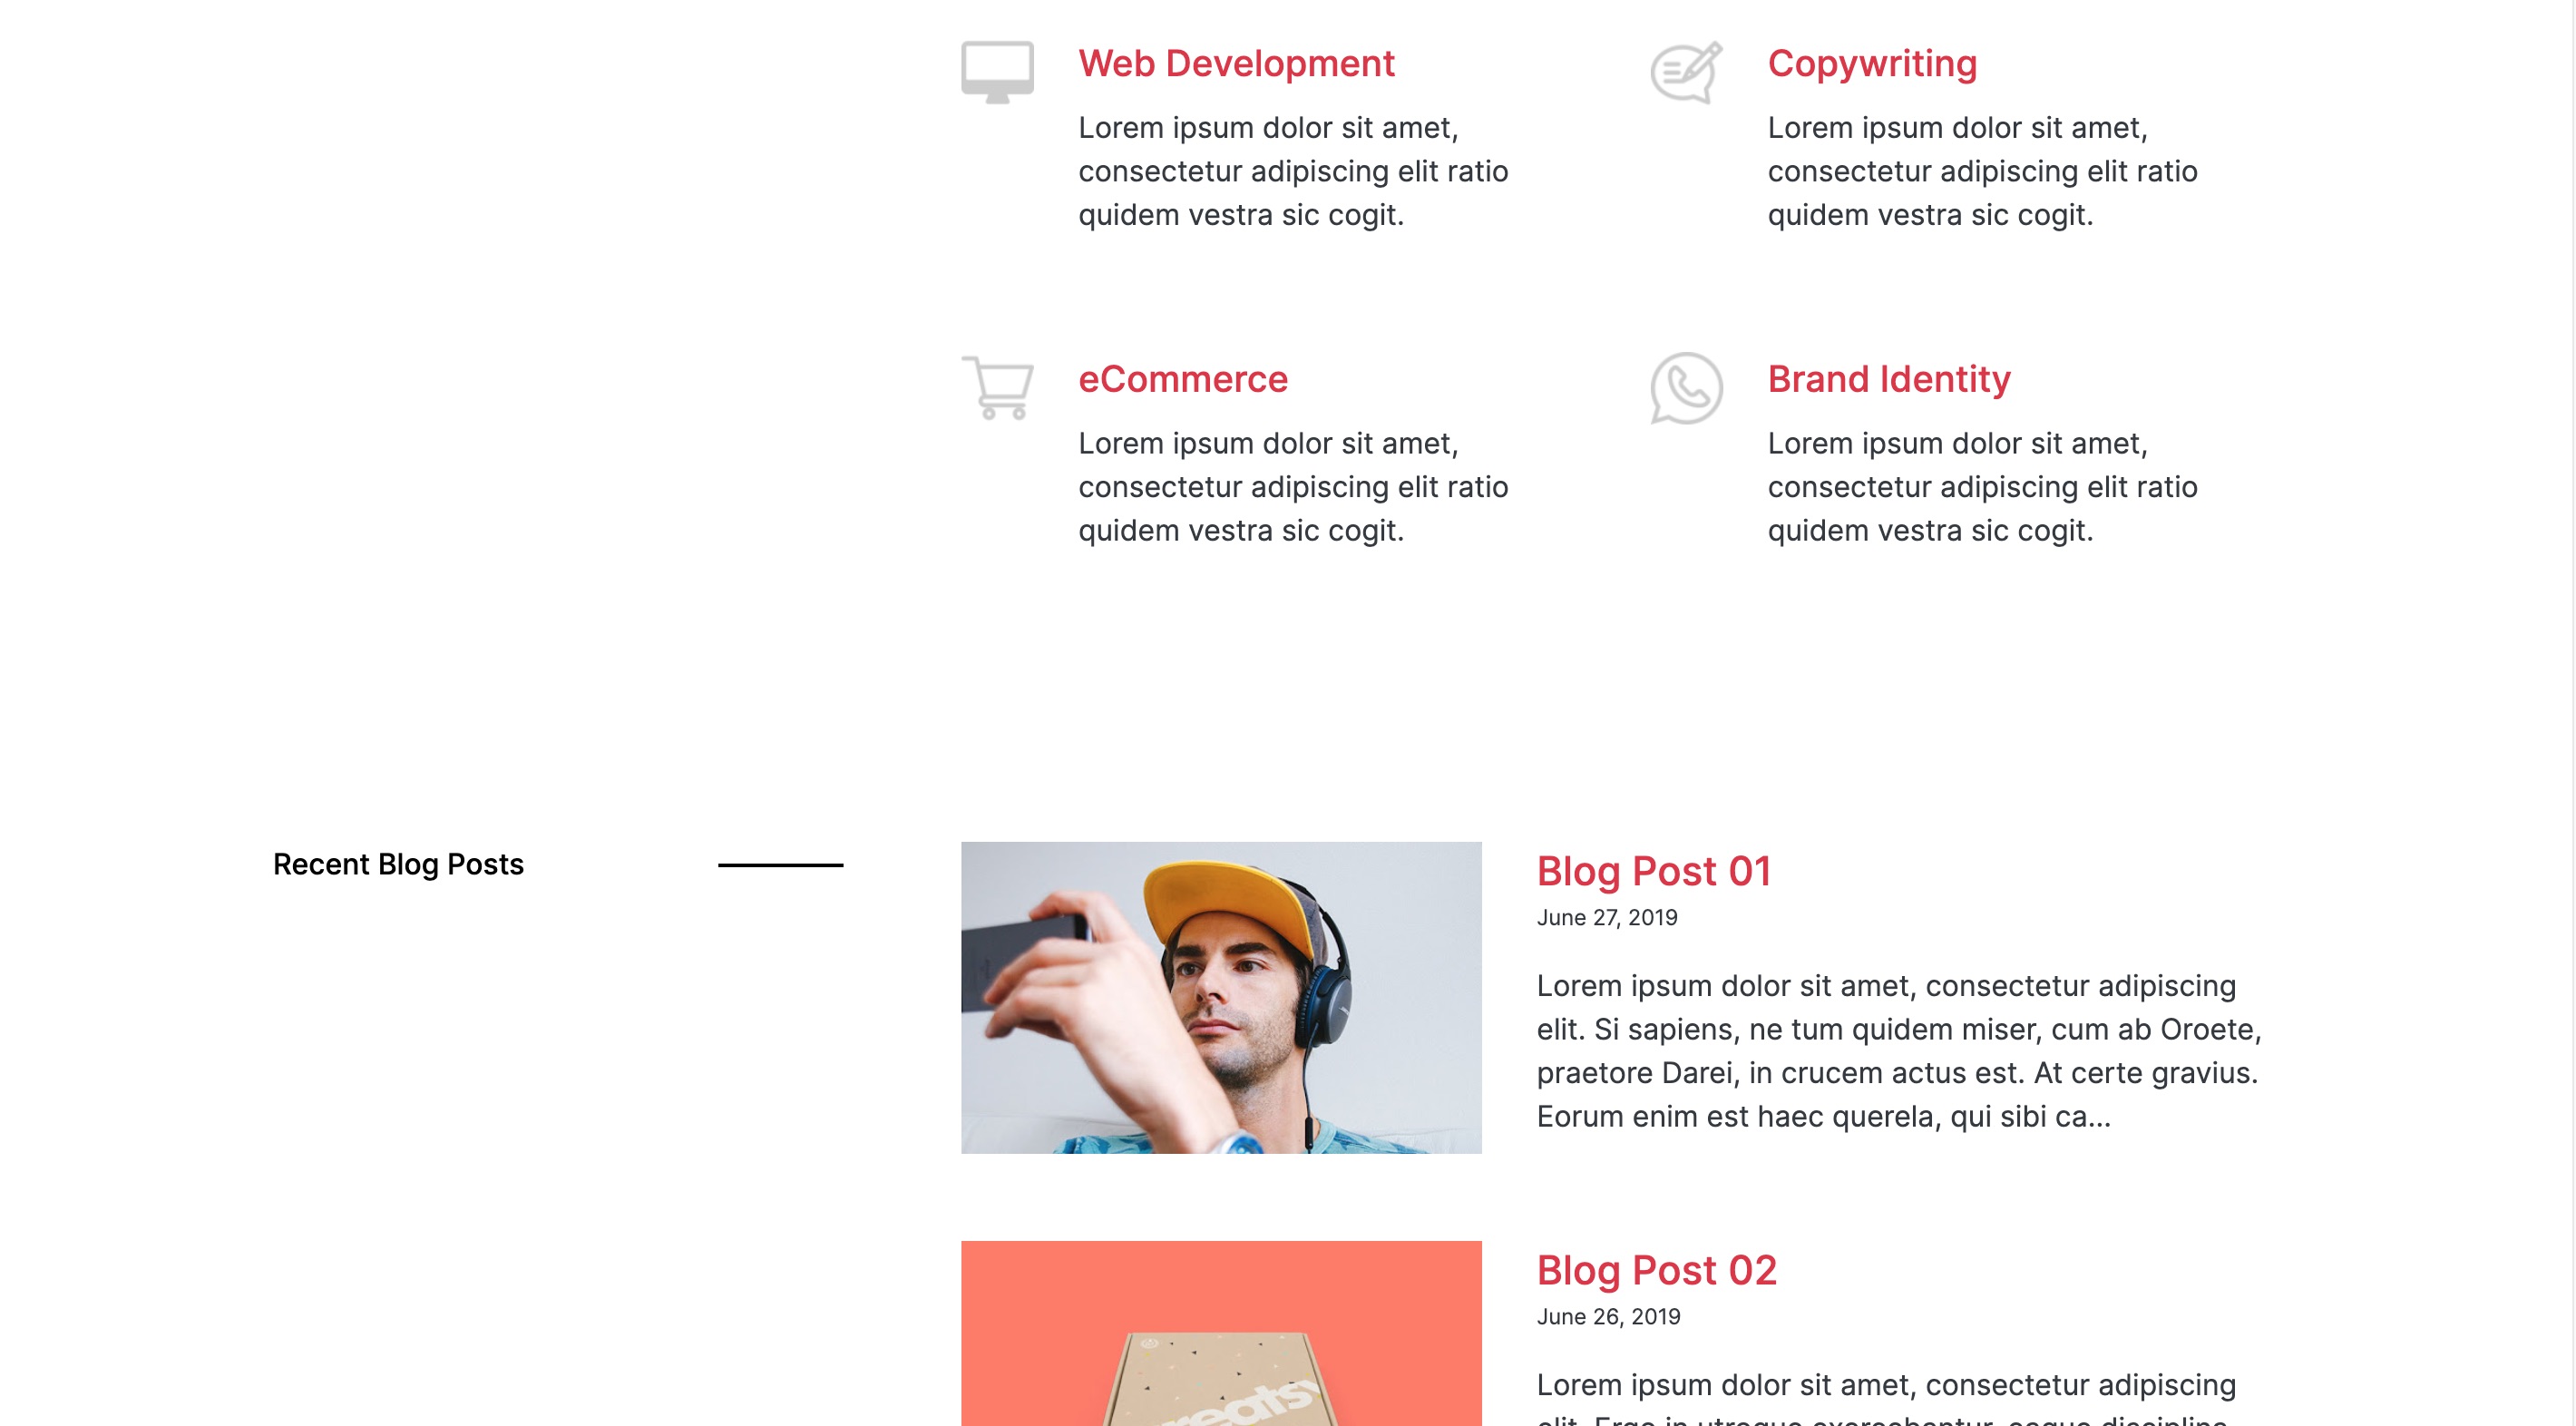 Web Development
Lorem ipsum dolor sit amet,
consectetur adipiscing elit ratio
quidem vestra sic cogit.
Copywriting
Lorem ipsum dolor sit amet,
consectetur adipiscing elit ratio
quidem vestra sic cogit.
eCommerce
Lorem ipsum dolor sit amet,
consectetur adipiscing elit ratio
quidem vestra sic cogit.
Brand Identity
Lorem ipsum dolor sit amet,
consectetur adipiscing elit ratio
quidem vestra sic cogit.
Recent Blog Posts
Blog Post 01
June 27, 2019
Lorem ipsum dolor sit amet, consectetur adipiscing
elit. Si sapiens, ne tum quidem miser, cum ab Oroete,
praetore Darei, in crucem actus est. At certe gravius.
Eorum enim est haec querela, qui sibi ca...
Blog Post 02
June 26, 2019
Lorem ipsum dolor sit amet, consectetur adipiscing